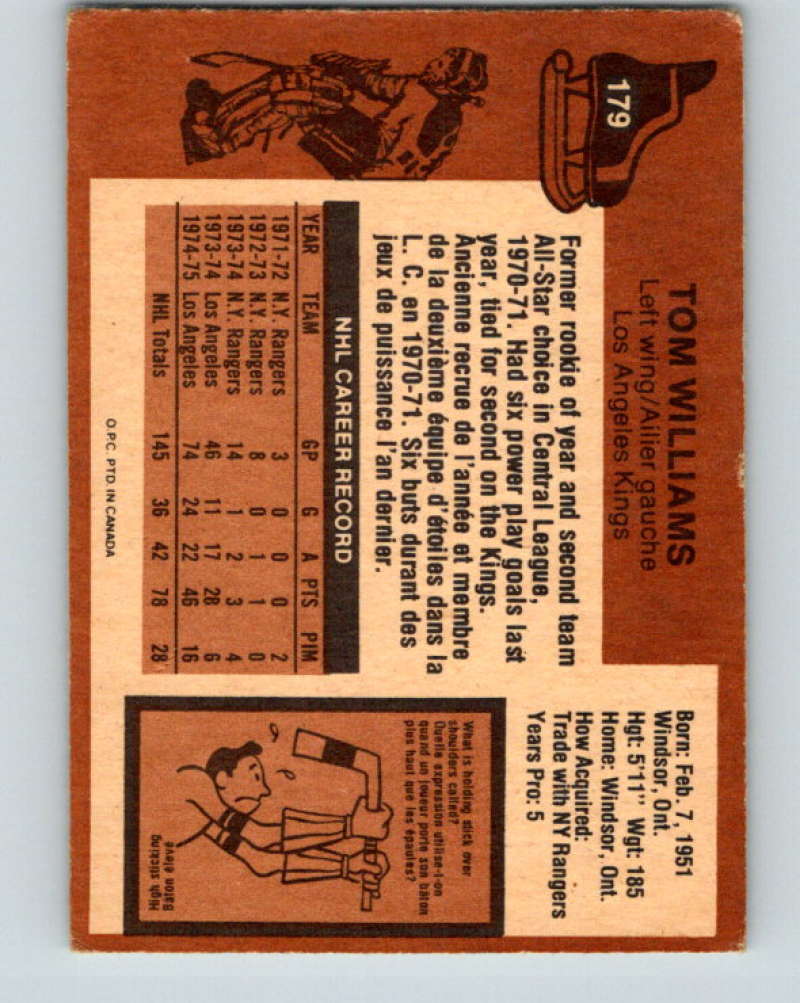 179
TOM WILLIAMS
Left wing/Ailier gauche
Los Angeles Kings
Born: Feb. 7, 1951
Windsor, Ont.
Hgt: 5'11" Wgt: 185
Home: Windsor, Ont.
How Acquired:
Trade with NY Rangers
Years Pro: 5
Former rookie of year and second team
All-Star choice in Central League,
1970-71. Had six power play goals last
year, tied for second on the Kings.
Ancienne recrue de l'année et membre
de la deuxième équipe d'étoiles dans la
L. C. en 1970-71. Six buts durant des
jeux de puissance l'an dernier.
NHL CAREER RECORD
YEAR TEAM GP G A PTS PIM
1971-72 N.Y. Rangers 3 0 0 0 2
1972-73 N.Y. Rangers 8 0 1 1 0
1973-74 N.Y. Rangers 14 1 2 3 4
1973-74 Los Angeles 46 11 17 28 6
1974-75 Los Angeles 74 24 22 46 16
NHL Totals 145 36 42 78 28
O.P.C. PTD. IN CANADA
What is holding stick over
shoulders called?
Quelle expression utilise-t-on
quand un joueur porte son bâton
plus haut que les épaules?
High sticking
Baton élevé